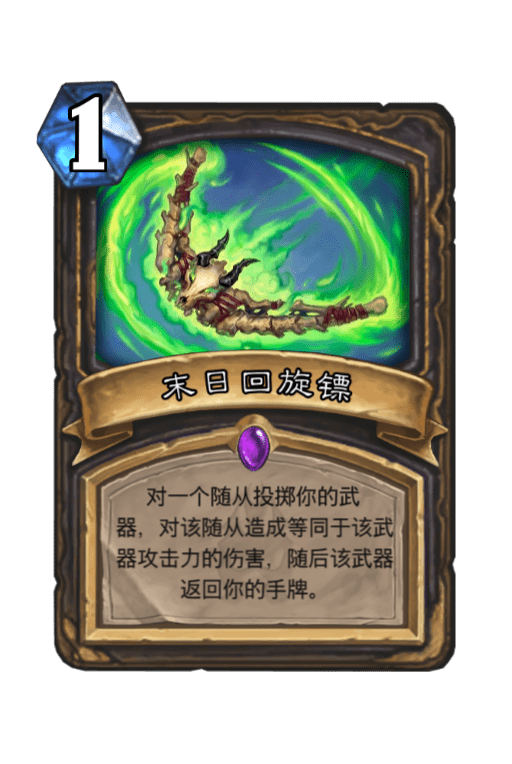 1
末日回旋镖
对一个随从投掷你的武
器，对该随从造成等同于该武
器攻击力的伤害，随后该武器
返回你的手牌。